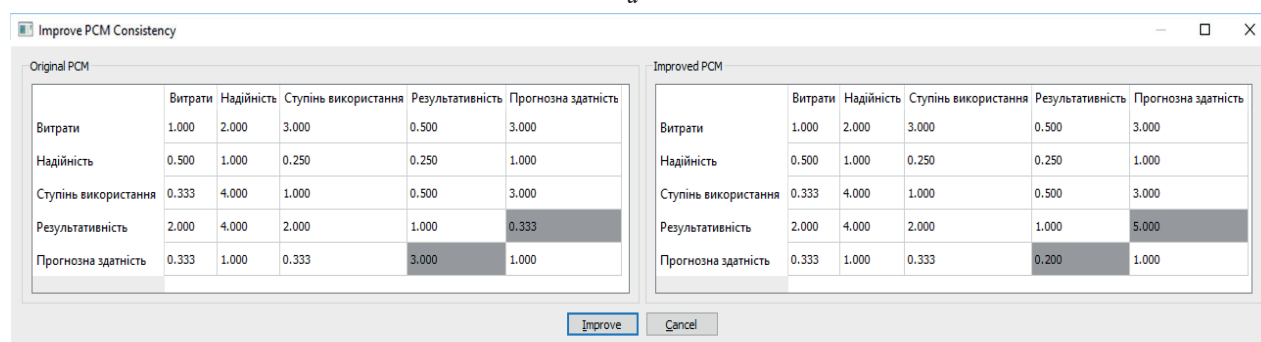 a
Improve PCM Consistency
Original PCM
Витрати Надійність Ступінь використання Результативність Прогнозна здатність
Витрати 1.000 2.000 3.000 0.500 3.000
Надійність 0.500 1.000 0.250 0.250 1.000
Ступінь використання 0.333 4.000 1.000 0.500 3.000
Результативність 2.000 4.000 2.000 1.000 0.333
Прогнозна здатність 0.333 1.000 0.333 3.000 1.000
Improved PCM
Витрати Надійність Ступінь використання Результативність Прогнозна здатність
Витрати 1.000 2.000 3.000 0.500 3.000
Надійність 0.500 1.000 0.250 0.250 1.000
Ступінь використання 0.333 4.000 1.000 0.500 3.000
Результативність 2.000 4.000 2.000 1.000 5.000
Прогнозна здатність 0.333 1.000 0.333 0.200 1.000
Improve Cancel